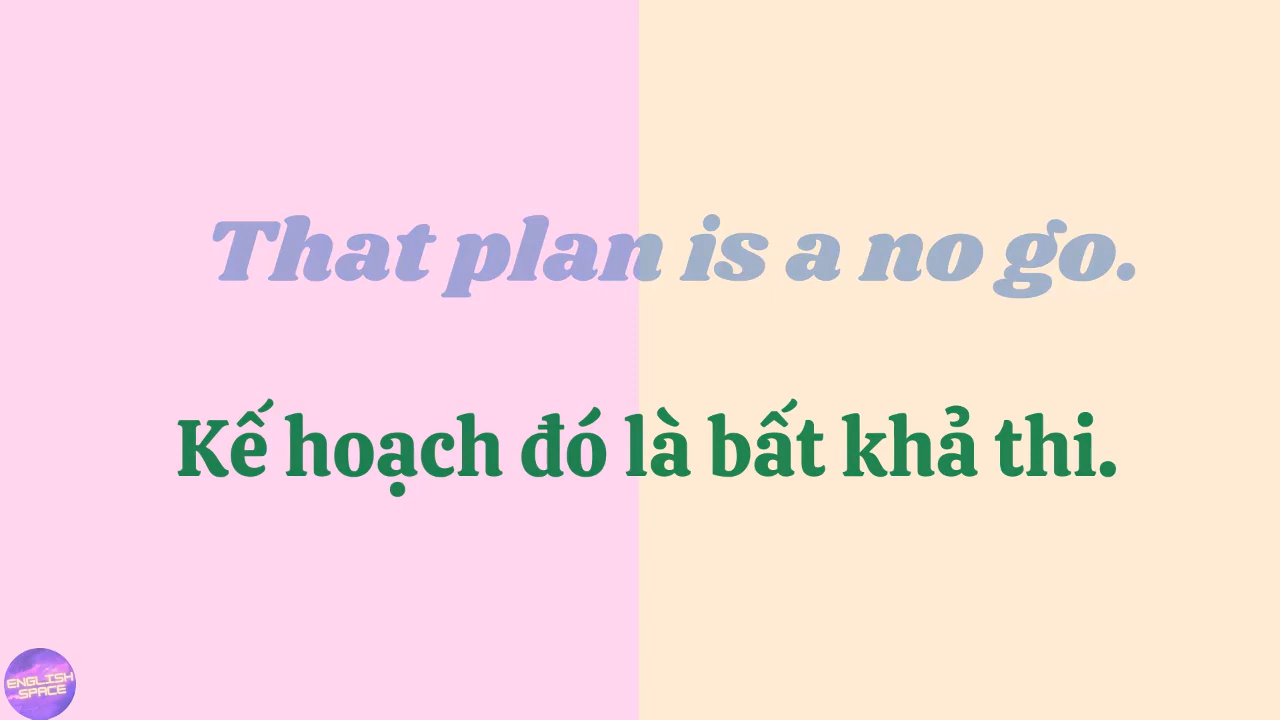 That plan is a no go.
Kế hoạch đó là bất khả thi.
ENGLISH
SPACE